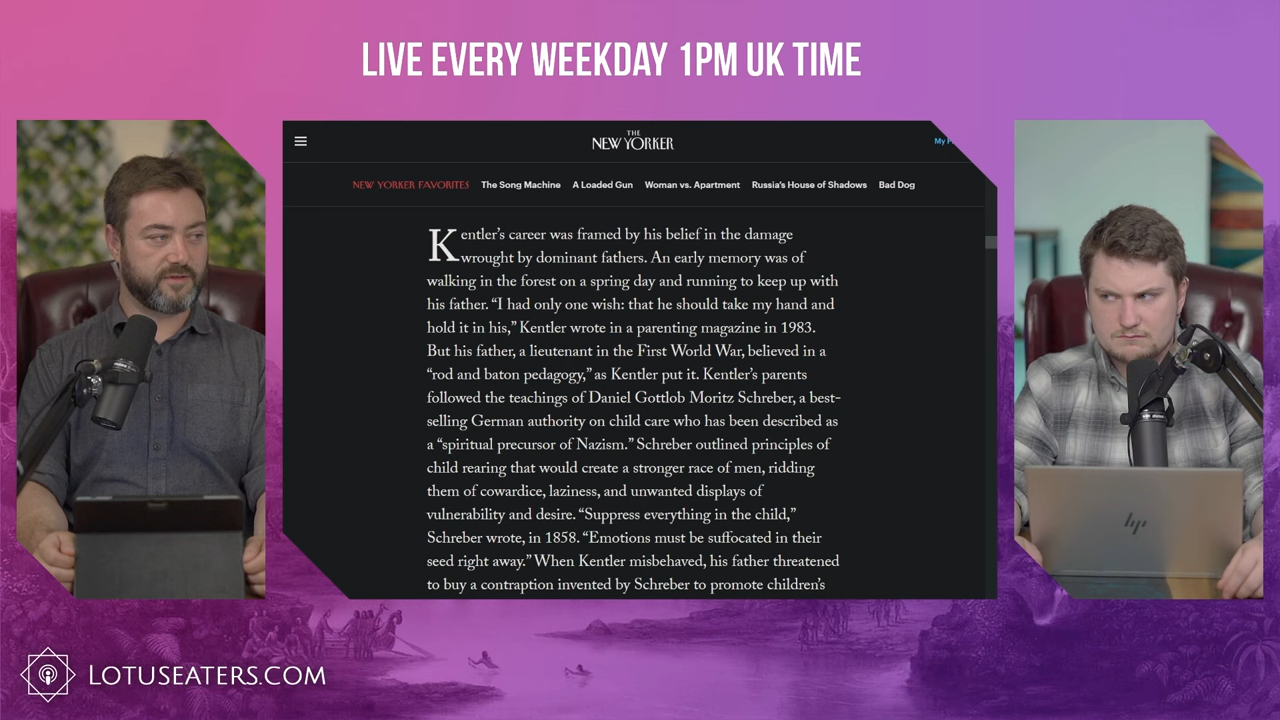 LIVE EVERY WEEKDAY 1PM UK TIME
THE
NEW YORKER
My
NEW YORKER FAVORITES The Song Machine A Loaded Gun Woman vs. Apartment Russia’s House of Shadows Bad Dog
Kentler’s career was framed by his belief in the damage
wrought by dominant fathers. An early memory was of
walking in the forest on a spring day and running to keep up with
his father. “I had only one wish: that he should take my hand and
hold it in his,” Kentler wrote in a parenting magazine in 1983.
But his father, a lieutenant in the First World War, believed in a
“rod and baton pedagogy,” as Kentler put it. Kentler’s parents
followed the teachings of Daniel Gottlob Moritz Schreber, a best-
selling German authority on child care who has been described as
a “spiritual precursor of Nazism.” Schreber outlined principles of
child rearing that would create a stronger race of men, ridding
them of cowardice, laziness, and unwanted displays of
vulnerability and desire. “Suppress everything in the child,”
Schreber wrote, in 1858. “Emotions must be suffocated in their
seed right away.” When Kentler misbehaved, his father threatened
to buy a contraption invented by Schreber to promote children’s
hp
LOTUSEATERS.COM